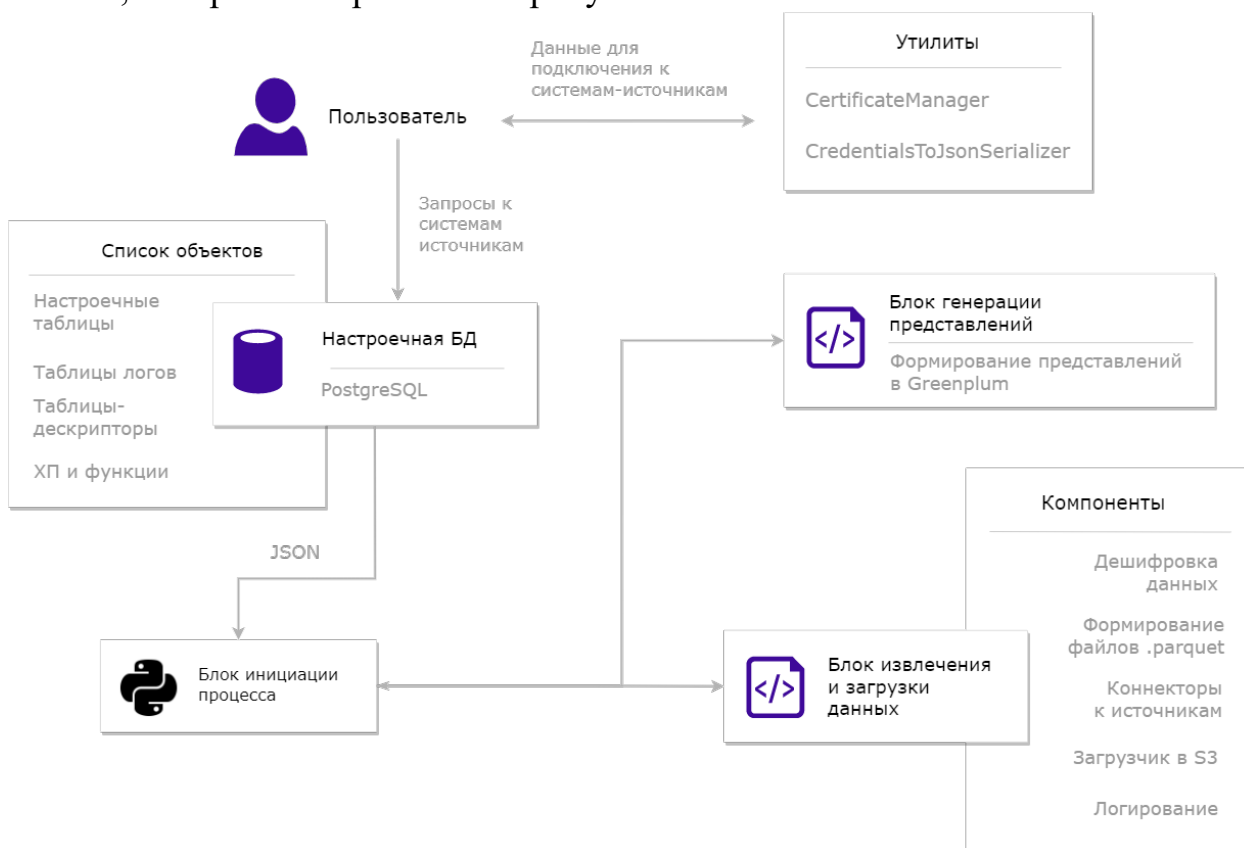 Данные для
подключения к
системам-источникам
Утилиты
CertificateManager
CredentialsToJsonSerializer
Пользователь
Запросы к
системам
источникам
Список объектов
Настроечные
таблицы
Таблицы логов
Таблицы-
дескрипторы
ХП и функции
Настроечная БД
PostgreSQL
Блок генерации
представлений
Формирование представлений
в Greenplum
JSON
Блок инициации
процесса
Блок извлечения
и загрузки
данных
Компоненты
Дешифровка
данных
Формирование
файлов .parquet
Коннекторы
к источникам
Загрузчик в S3
Логирование